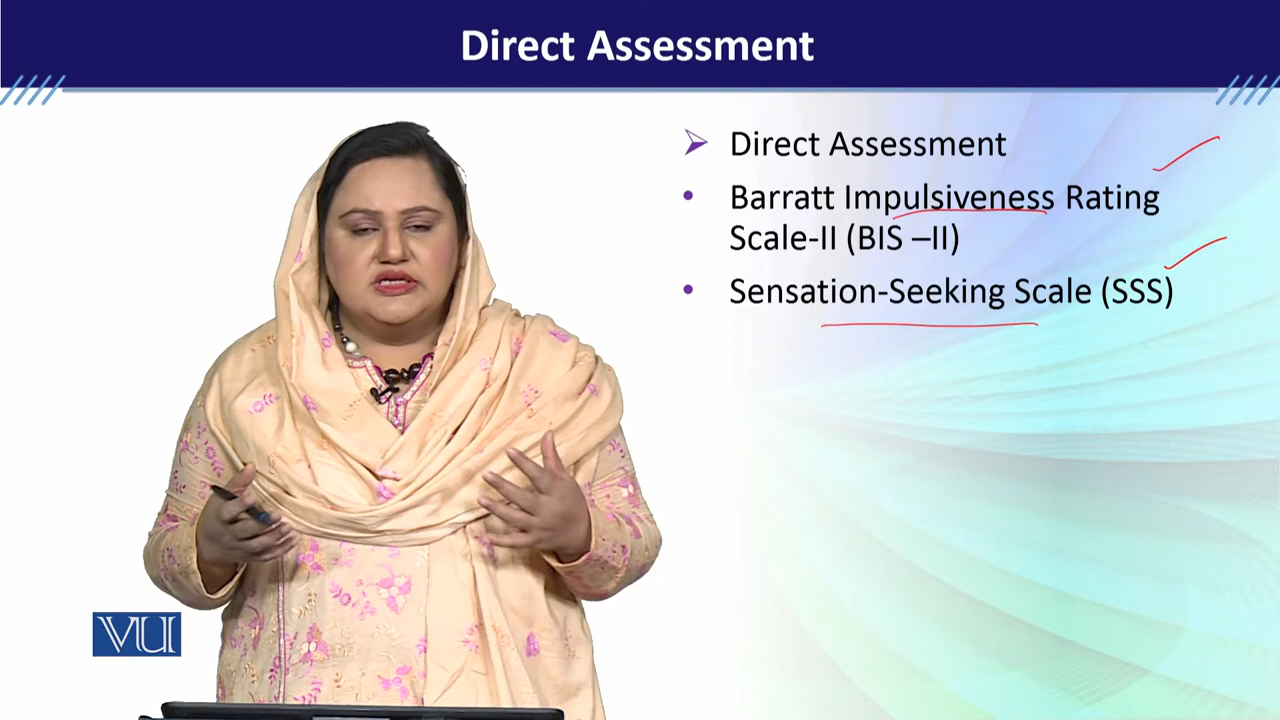 Direct Assessment
Direct Assessment
Barratt Impulsiveness Rating
Scale-II (BIS –II)
Sensation-Seeking Scale (SSS)
VU